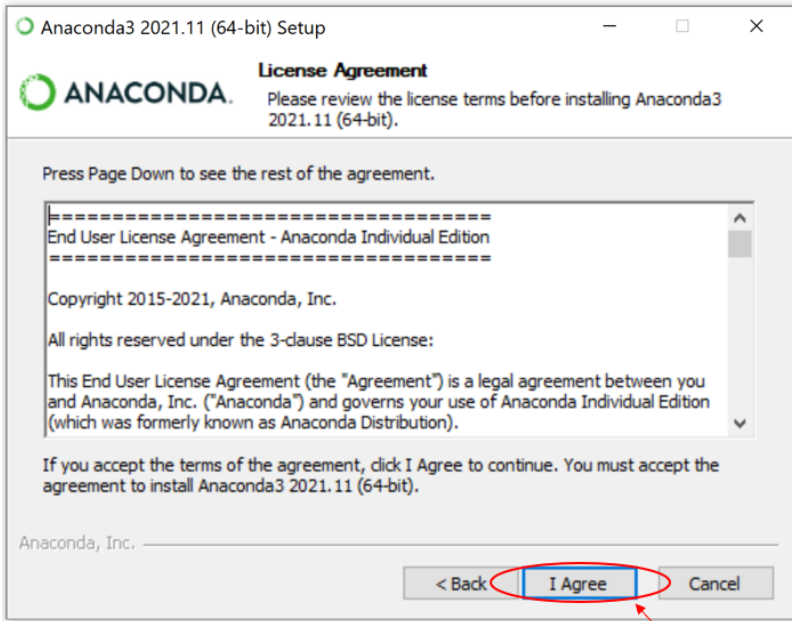 Anaconda3 2021.11 (64-bit) Setup
ANACONDA.
License Agreement
Please review the license terms before installing Anaconda3
2021.11 (64-bit).
Press Page Down to see the rest of the agreement.
===================================
End User License Agreement - Anaconda Individual Edition
===================================
Copyright 2015-2021, Anaconda, Inc.
All rights reserved under the 3-clause BSD License:
This End User License Agreement (the "Agreement") is a legal agreement between you
and Anaconda, Inc. ("Anaconda") and governs your use of Anaconda Individual Edition
(which was formerly known as Anaconda Distribution).
If you accept the terms of the agreement, click I Agree to continue. You must accept the
agreement to install Anaconda3 2021.11 (64-bit).
Anaconda, Inc.
< Back
I Agree
Cancel